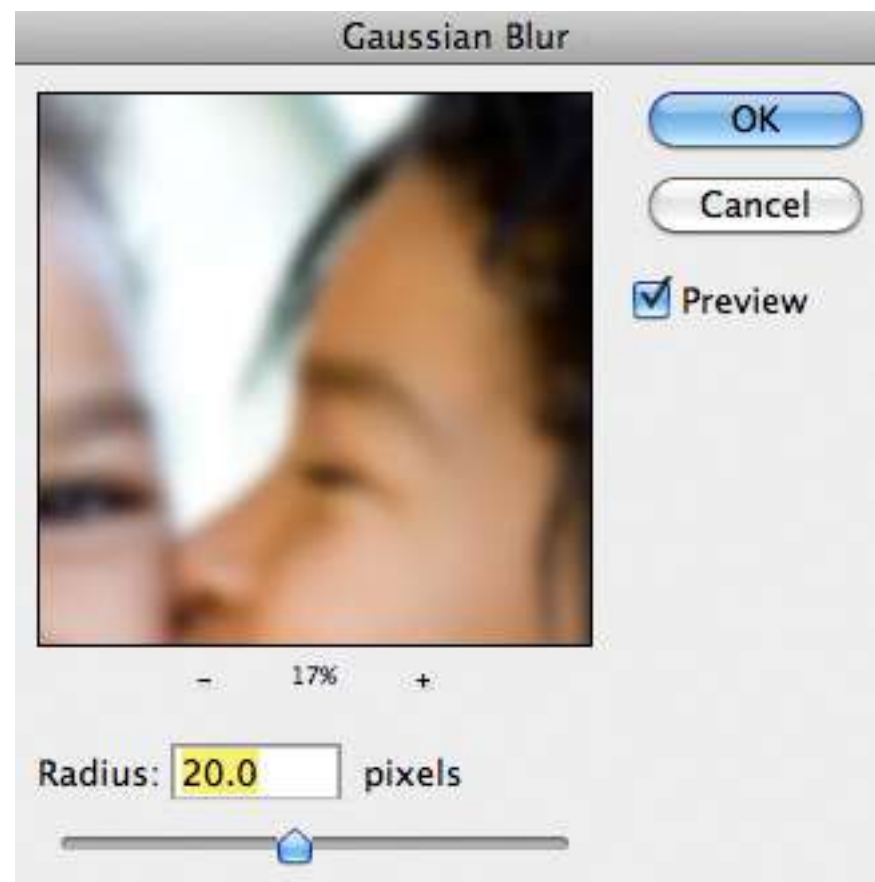 Gaussian Blur
OK
Cancel
Preview
- 17% +
Radius: 20.0 pixels